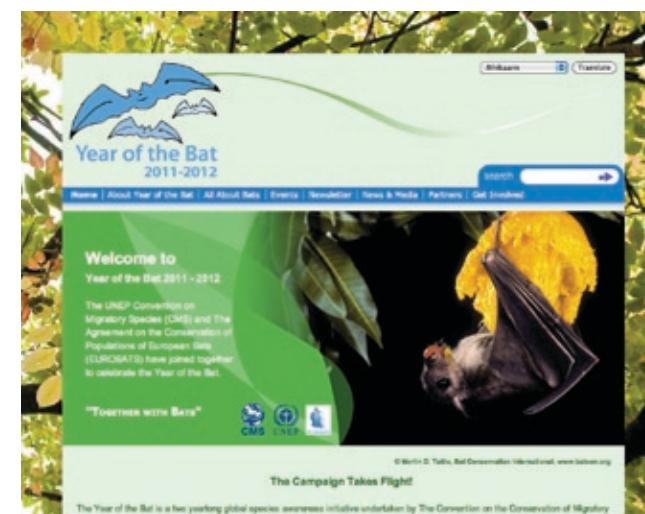 Afrikaans Translate
Year of the Bat
2011-2012
search
Home | About Year of the Bat | All About Bats | Events | Newsletter | News & Media | Partners | Get Involved
Welcome to
Year of the Bat 2011 - 2012
The UNEP Convention on
Migratory Species (CMS) and The
Agreement on the Conservation of
Populations of European Bats
(EUROBATS) have joined together
to celebrate the Year of the Bat.
"TOGETHER WITH BATS"
CMS UNEP
© Merlin D. Tuttle, Bat Conservation International, www.batcon.org
The Campaign Takes Flight!
The Year of the Bat is a two yearlong global species awareness initiative undertaken by The Convention on the Conservation of Migratory